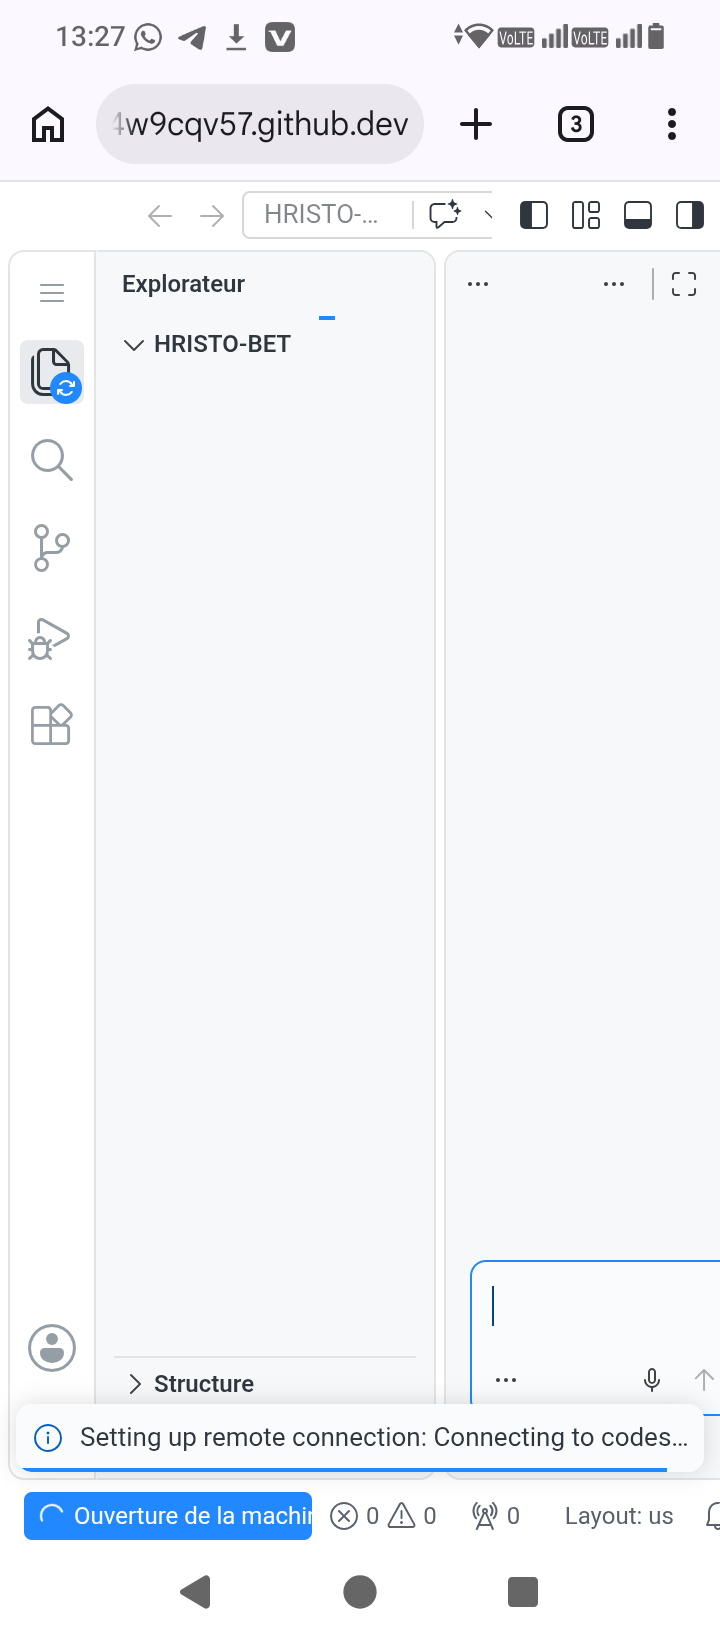 13:27
VoLTE VoLTE
4w9cqv57.github.dev
3
HRISTO-...
Explorateur
HRISTO-BET
Structure
Setting up remote connection: Connecting to codes...
Ouverture de la machin
0 0 0 Layout: us